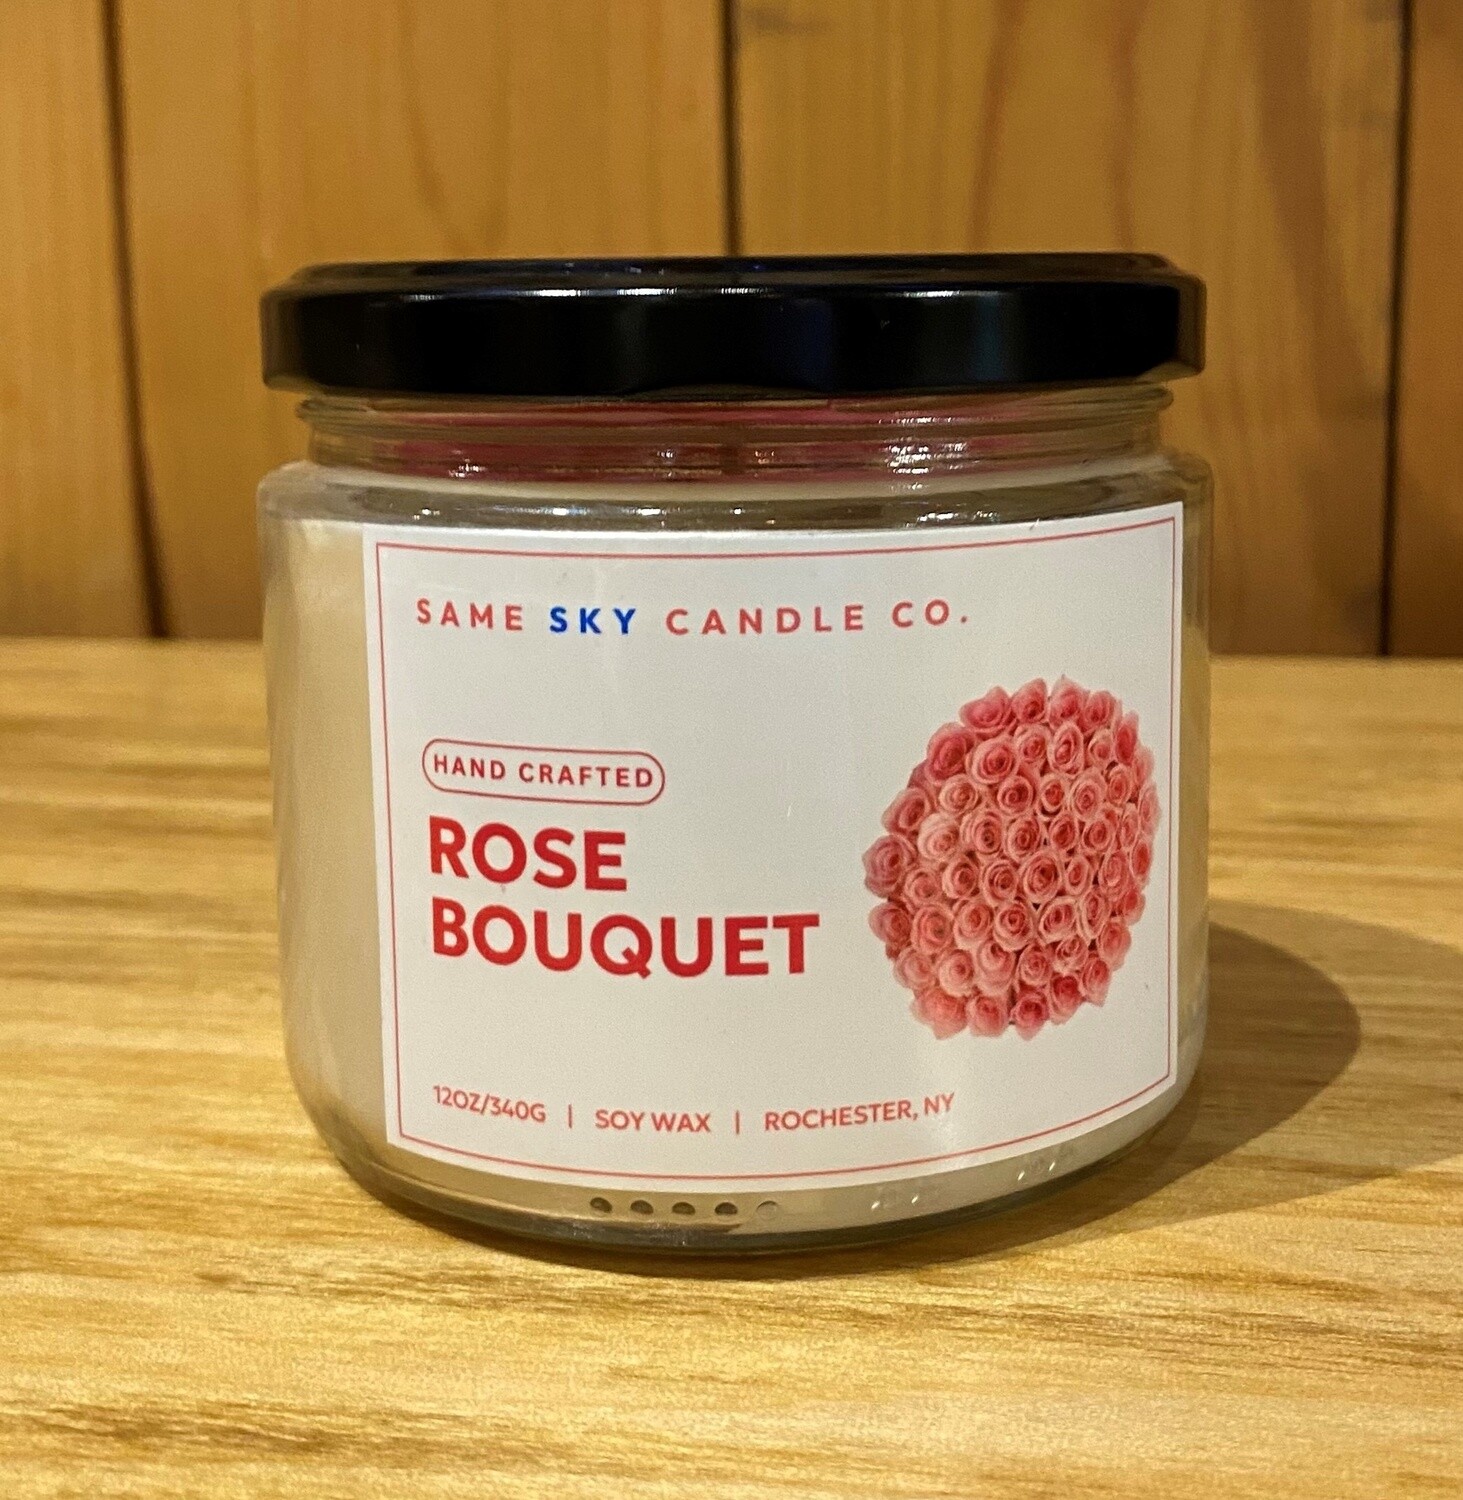 SAME SKY CANDLE CO.
HAND CRAFTED
ROSE
BOUQUET
12OZ/340G | SOY WAX | ROCHESTER, NY